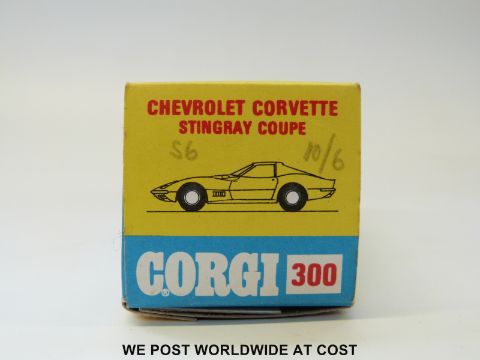 CHEVROLET CORVETTE
STINGRAY COUPE
S6 10/6
CORGI® 300
WE POST WORLDWIDE AT COST